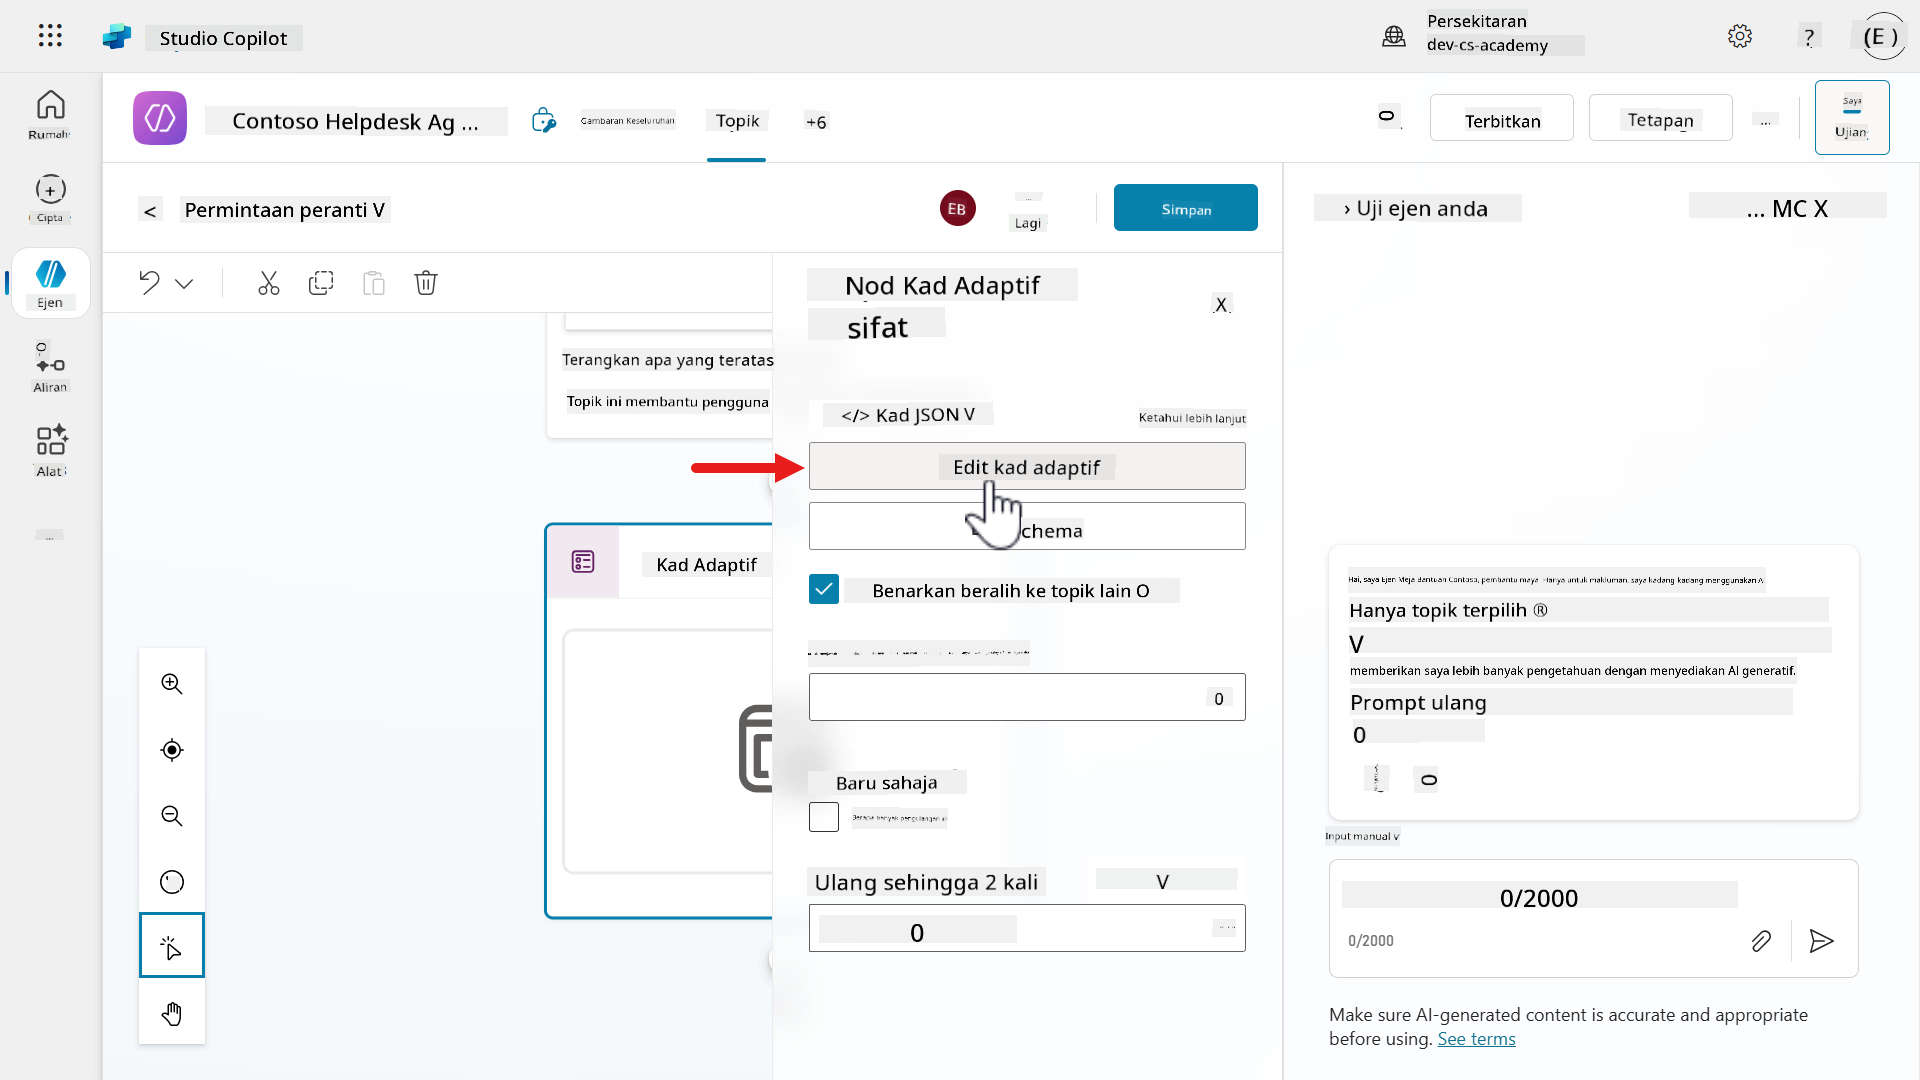 Studio Copilot
Persekitaran
dev-cs-academy
?
(E )
Rumah
Cipta
Ejen
Aliran
Alat
Contoso Helpdesk Ag ...
Gambaran Keseluruhan
Topik
+6
Terbitkan
Tetapan
...
Saya
Ujian
<
Permintaan peranti V
EB
...
Lagi
Simpan
› Uji ejen anda
... MC X
Terangkan apa yang teratas
Topik ini membantu pengguna
Kad Adaptif
Nod Kad Adaptif
sifat
X
</> Kad JSON V
Ketahui lebih lanjut
Edit kad adaptif
chema
Benarkan beralih ke topik lain O
0
Baru sahaja
Berapa banyak pengulangan
Ulang sehingga 2 kali
V
0
Hai, saya Ejen Meja Bantuan Contoso, pembantu maya. Hanya untuk makluman, saya kadang kadang menggunakan A
Hanya topik terpilih ®
V
memberikan saya lebih banyak pengetahuan dengan menyediakan AI generatif.
Prompt ulang
0
0
Input manual v
0/2000
0/2000
Make sure AI-generated content is accurate and appropriate
before using. See terms